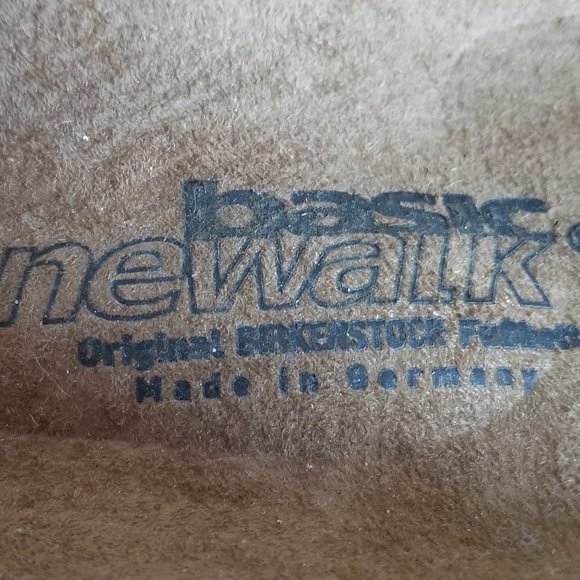 basic
newalk
Original BIRKENSTOCK
Made in Germany